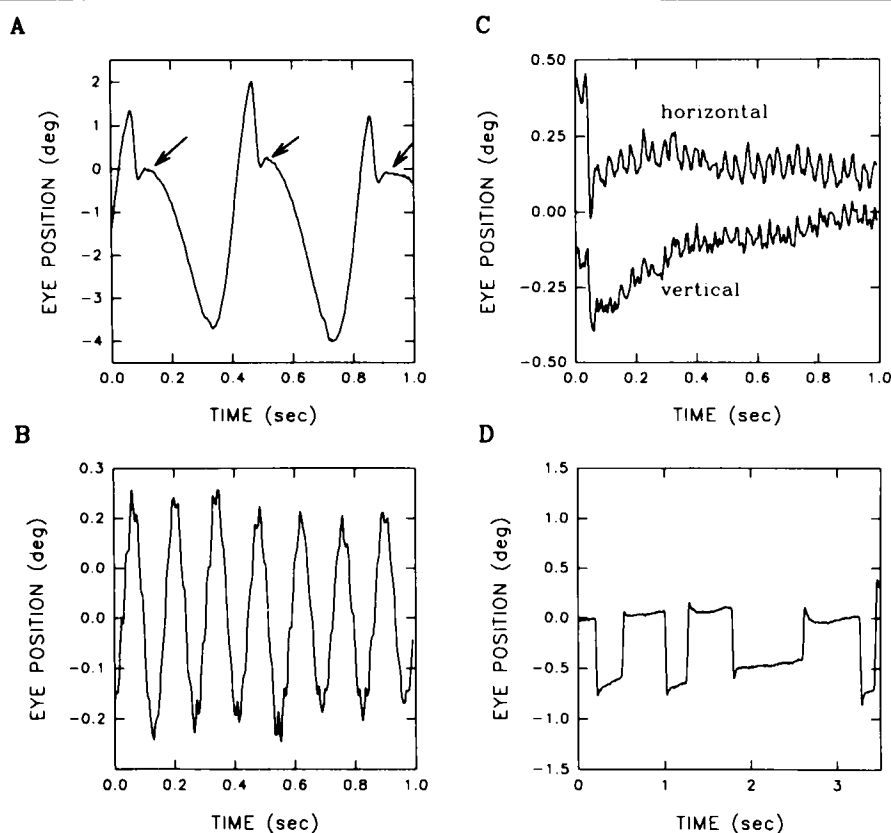 A
EYE POSITION (deg)
2
1
0
−1
−2
−3
−4
0.0 0.2 0.4 0.6 0.8 1.0
TIME (sec)
B
EYE POSITION (deg)
0.3
0.2
0.0
−0.1
−0.2
0.0 0.2 0.4 0.6 0.8 1.0
TIME (sec)
C
EYE POSITION (deg)
0.50
0.25
0.00
−0.25
−0.50
horizontal
vertical
0.0 0.2 0.4 0.6 0.8 1.0
TIME (sec)
D
EYE POSITION (deg)
1.5
1.0
0.5
0.0
−0.5
−1.0
−1.5
0 1 2 3
TIME (sec)